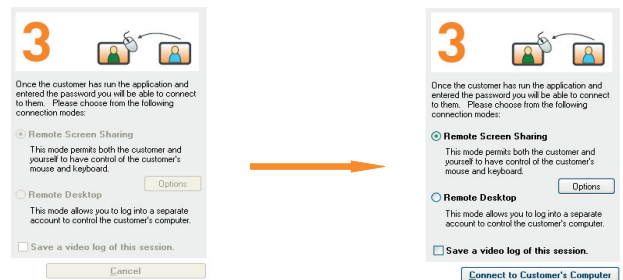 3
Once the customer has run the application and
entered the password you will be able to connect
to them. Please choose from the following
connection modes:
Remote Screen Sharing
This mode permits both the customer and
yourself to have control of the customer's
mouse and keyboard.
Options
Remote Desktop
This mode allows you to log into a separate
account to control the customer's computer.
Save a video log of this session.
Cancel
3
Once the customer has run the application and
entered the password you will be able to connect
to them. Please choose from the following
connection modes:
Remote Screen Sharing
This mode permits both the customer and
yourself to have control of the customer's
mouse and keyboard.
Options
Remote Desktop
This mode allows you to log into a separate
account to control the customer's computer.
Save a video log of this session.
Connect to Customer's Computer